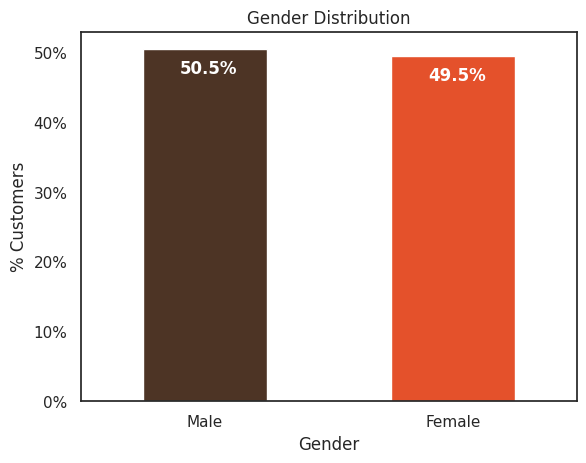 Gender Distribution
% Customers
50%
40%
30%
20%
10%
0%
50.5%
49.5%
Male
Female
Gender